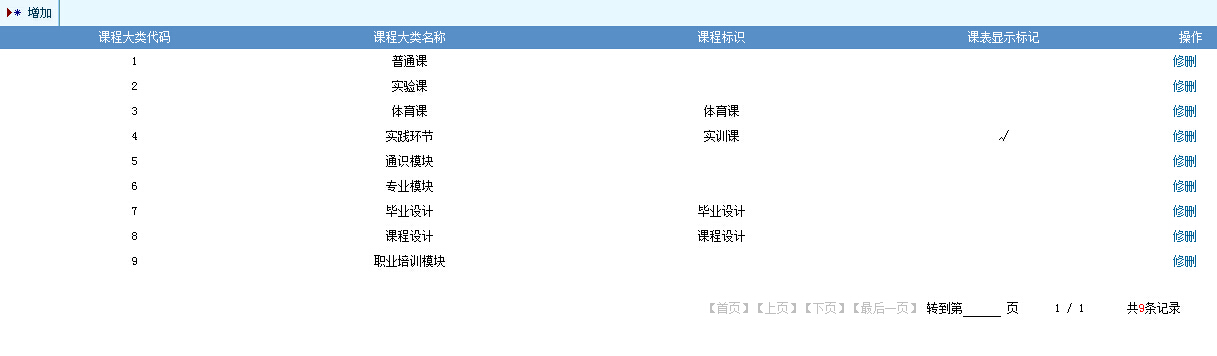 增加
课程大类代码 课程大类名称 课程标识 课表显示标记 操作
1 普通课 修删
2 实验课 修删
3 体育课 体育课 修删
4 实践环节 实训课 √ 修删
5 通识模块 修删
6 专业模块 修删
7 毕业设计 毕业设计 修删
8 课程设计 课程设计 修删
9 职业培训模块 修删
【首页】【上页】【下页】【最后一页】 转到第______ 页 1 / 1 共9条记录